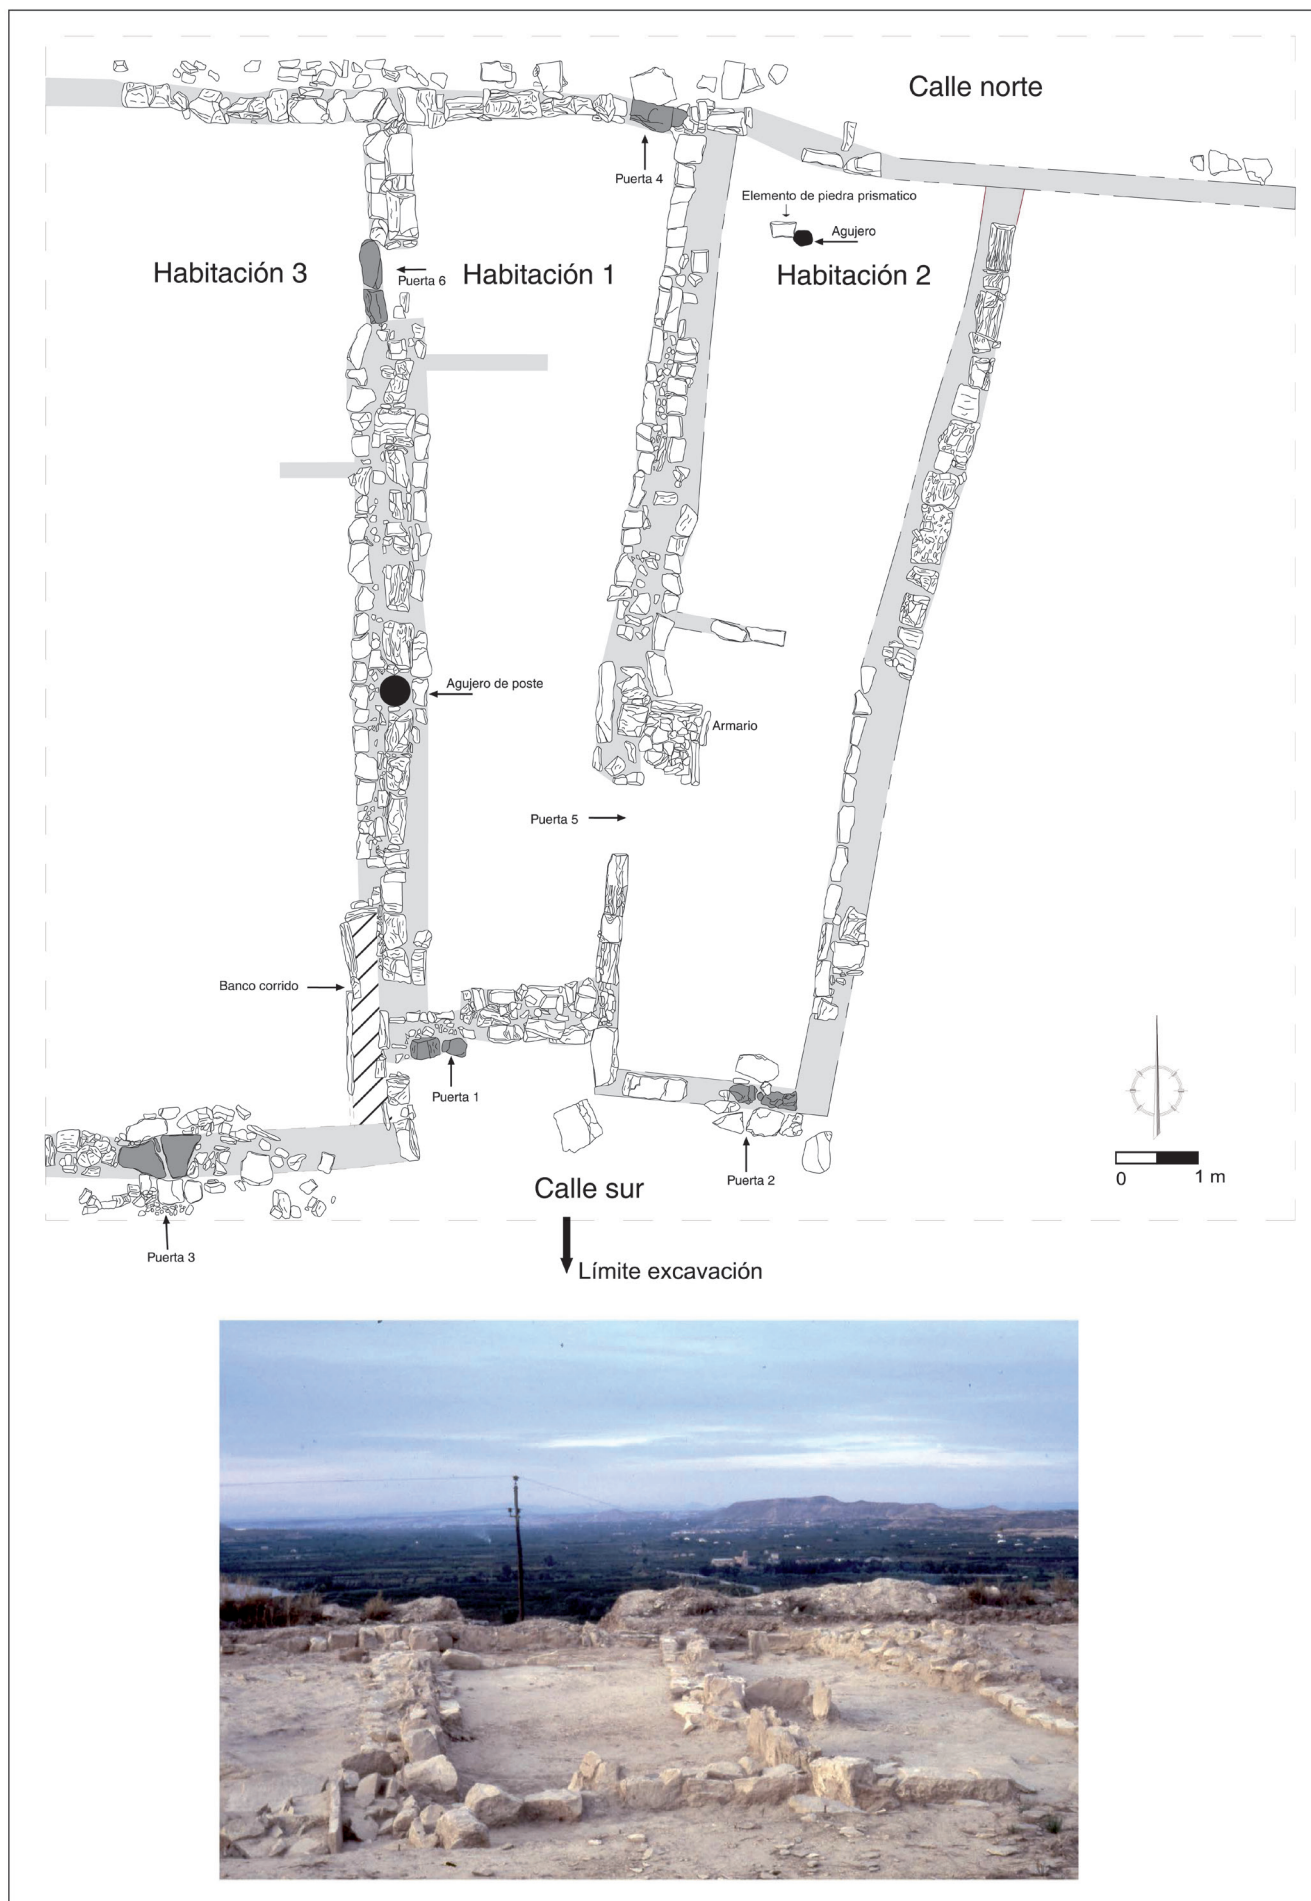 Calle norte
Puerta 4
Elemento de piedra prismatico
Agujero
Habitación 3
Puerta 6
Habitación 1
Habitación 2
Agujero de poste
Armario
Puerta 5
Banco corrido
Puerta 1
Puerta 2
0 1 m
Calle sur
Puerta 3
Límite excavación